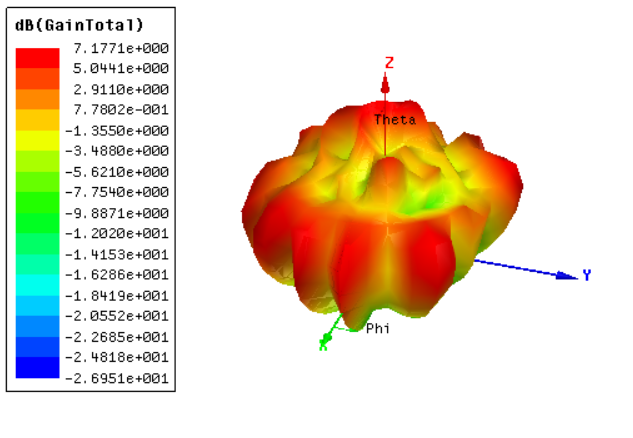 dB(GainTotal)
7.1771e+000
5.0441e+000
2.9110e+000
7.7802e-001
-1.3550e+000
-3.4880e+000
-5.6210e+000
-7.7540e+000
-9.8871e+000
-1.2020e+001
-1.4153e+001
-1.6286e+001
-1.8419e+001
-2.0552e+001
-2.2685e+001
-2.4818e+001
-2.6951e+001
Z
Theta
Y
Phi
X